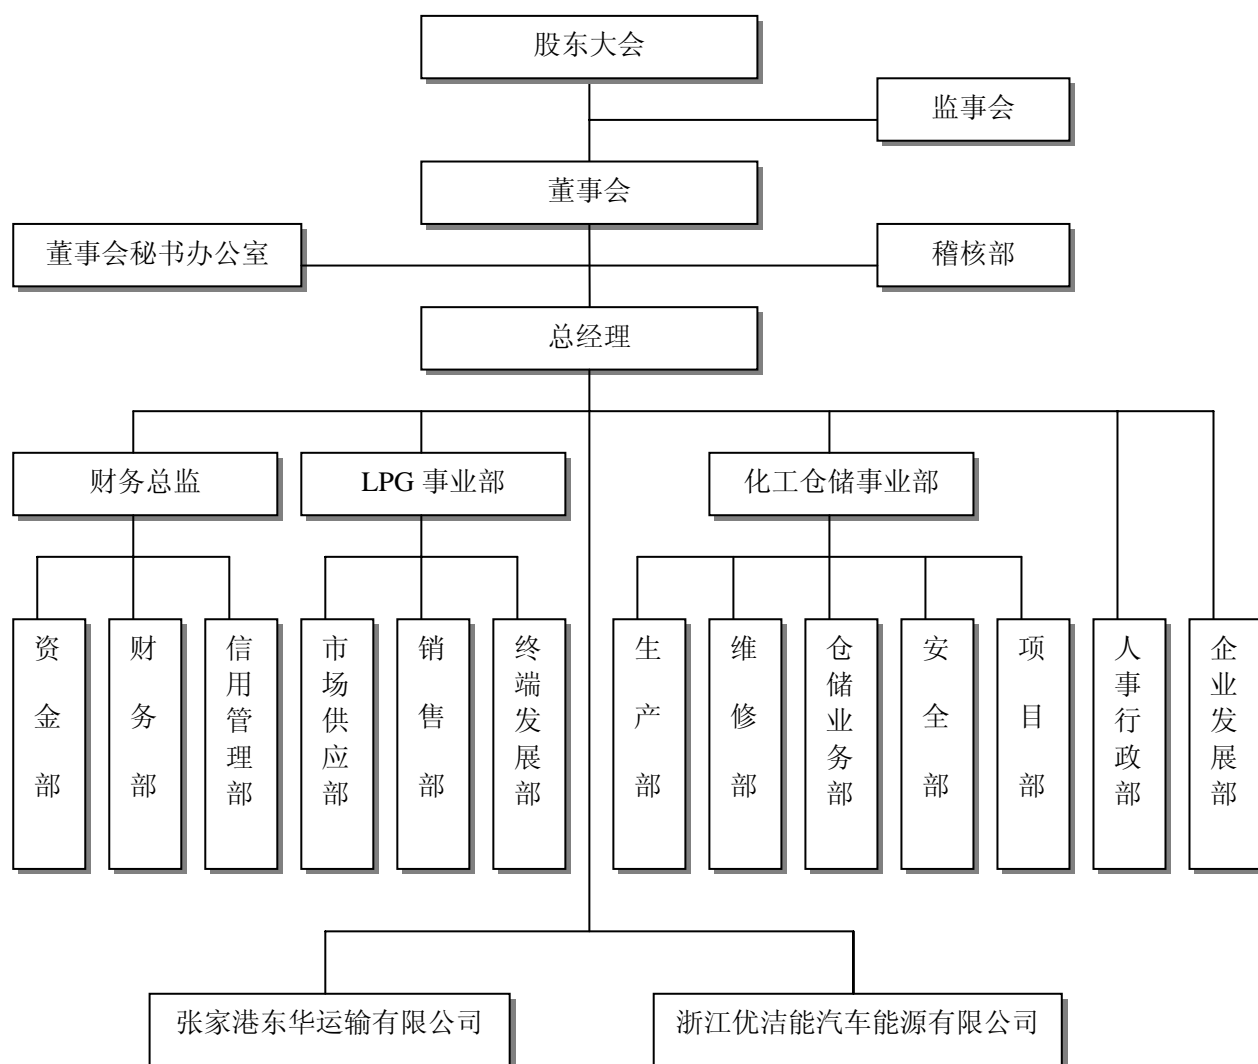 股东大会
监事会
董事会
董事会秘书办公室
稽核部
总经理
财务总监
LPG 事业部
化工仓储事业部
资金部
财务部
信用管理部
市场供应部
销售部
终端发展部
生产部
维修部
仓储业务部
安全部
项目部
人事行政部
企业发展部
张家港东华运输有限公司
浙江优洁能汽车能源有限公司